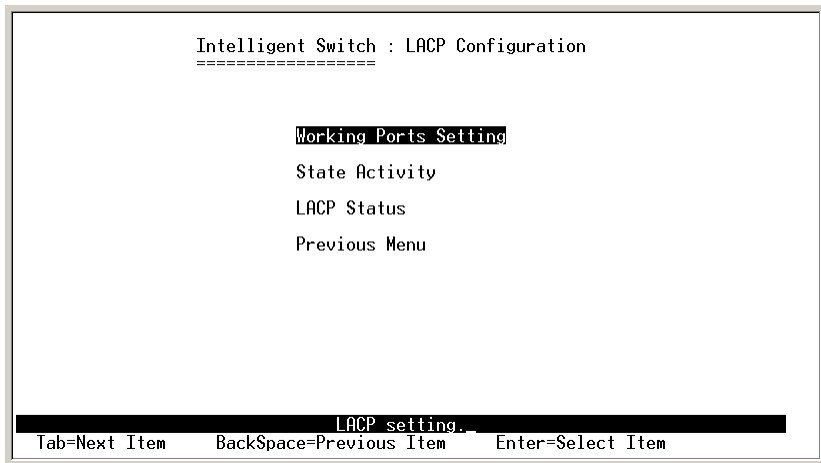 Intelligent Switch : LACP Configuration
==================
Working Ports Setting
State Activity
LACP Status
Previous Menu
LACP setting._
Tab=Next Item     BackSpace=Previous Item     Enter=Select Item